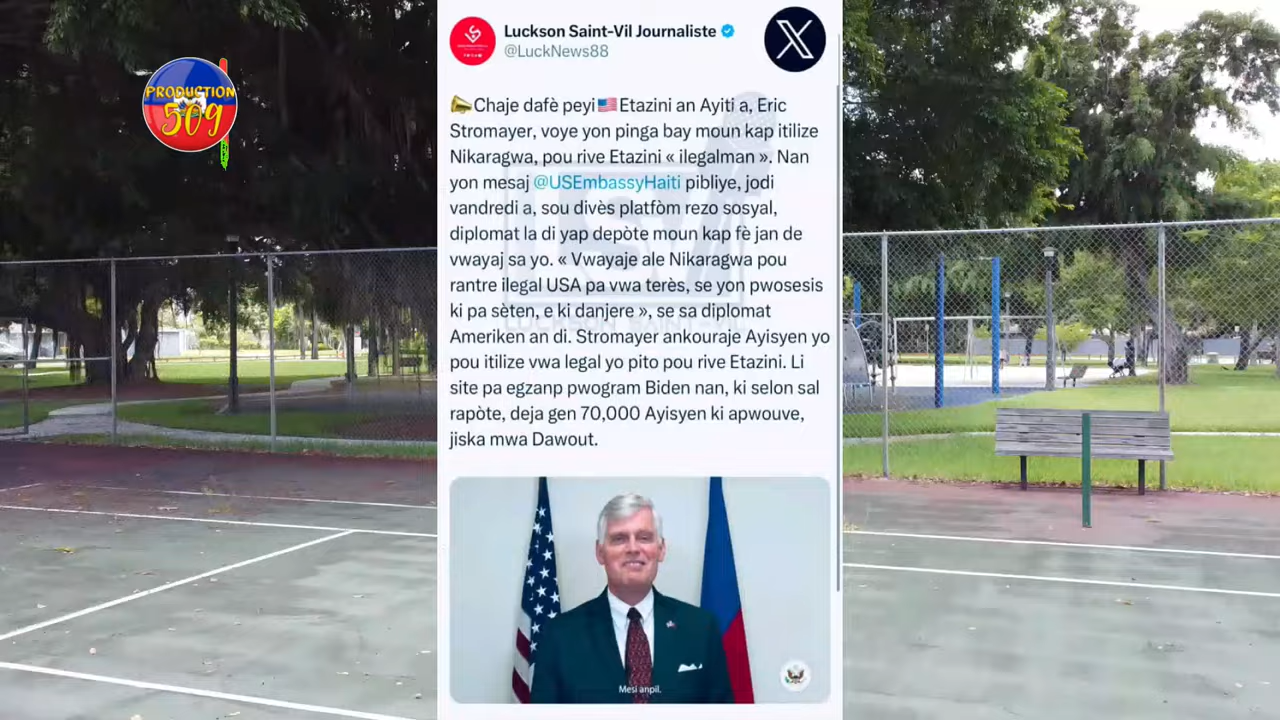 PRODUCTION
509
Luckson Saint-Vil Journaliste
@LuckNews88
Chaje dafè peyi🇺🇸Etazini an Ayiti a, Eric
Stromayer, voye yon pinga bay moun kap itilize
Nikaragwa, pou rive Etazini « ilegalman ». Nan
yon mesaj @USEmbassyHaiti pibliye, jodi
vandredi a, sou divès platfòm rezo sosyal,
diplomat la di yap depòte moun kap fè jan de
vwayaj sa yo. « Vwayaje ale Nikaragwa pou
rantre ilegal USA pa vwa terès, se yon pwosesis
ki pa sèten, e ki danjere », se sa diplomat
Ameriken an di. Stromayer ankouraje Ayisyen yo
pou itilize vwa legal yo pito pou rive Etazini. Li
site pa egzanp pwogram Biden nan, ki selon sal
rapòte, deja gen 70,000 Ayisyen ki apwouve,
jiska mwa Dawout.
Mesi anpil.